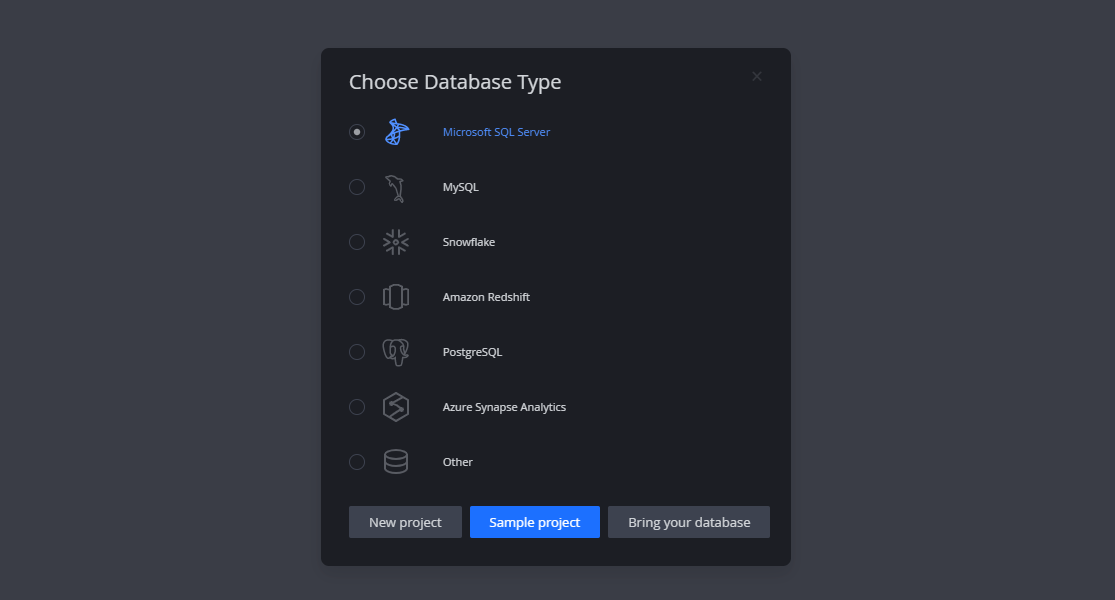 Choose Database Type
Microsoft SQL Server
MySQL
Snowflake
Amazon Redshift
PostgreSQL
Azure Synapse Analytics
Other
New project Sample project Bring your database